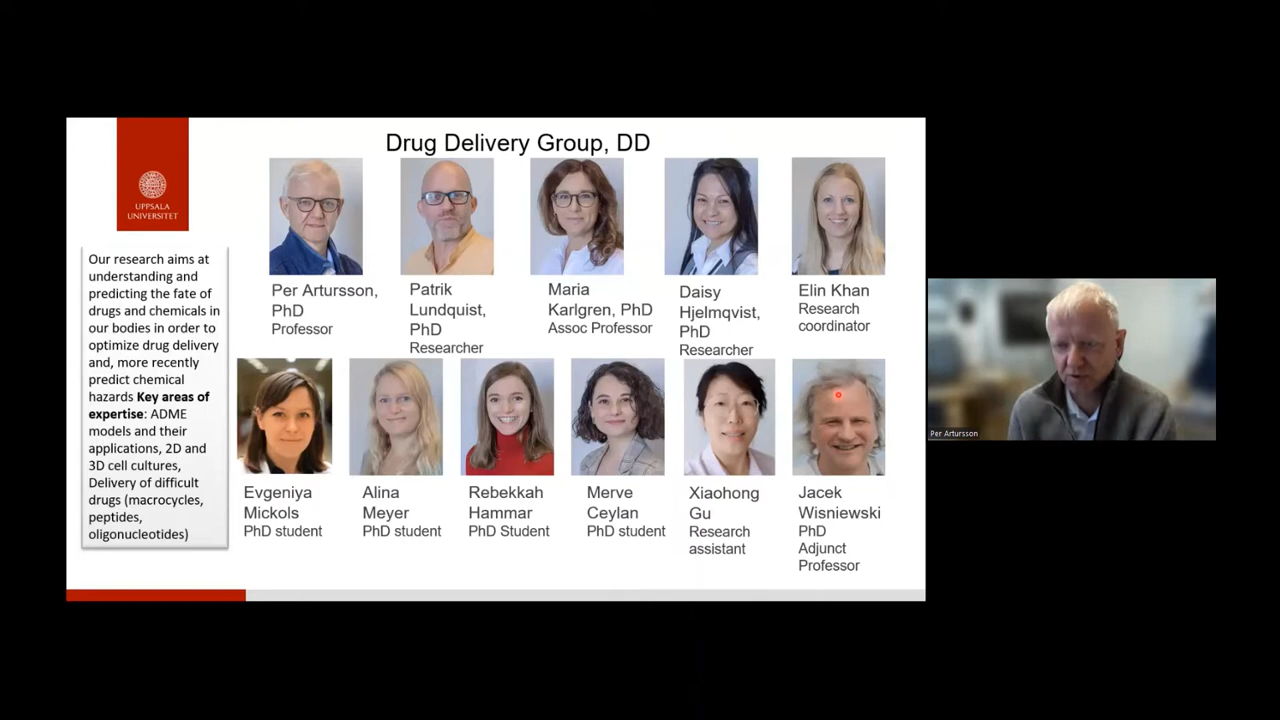 Drug Delivery Group, DD
UPPSALA
UNIVERSITET
Our research aims at
understanding and
predicting the fate of
drugs and chemicals in
our bodies in order to
optimize drug delivery
and, more recently
predict chemical
hazards Key areas of
expertise: ADME
models and their
applications, 2D and
3D cell cultures,
Delivery of difficult
drugs (macrocycles,
peptides,
oligonucleotides)
Per Artursson,
PhD
Professor
Patrik
Lundquist,
PhD
Researcher
Maria
Karlgren, PhD
Assoc Professor
Daisy
Hjelmqvist,
PhD
Researcher
Elin Khan
Research
coordinator
Evgeniya
Mickols
PhD student
Alina
Meyer
PhD student
Rebekkah
Hammar
PhD Student
Merve
Ceylan
PhD student
Xiaohong
Gu
Research
assistant
Jacek
Wisniewski
PhD
Adjunct
Professor
Per Artursson